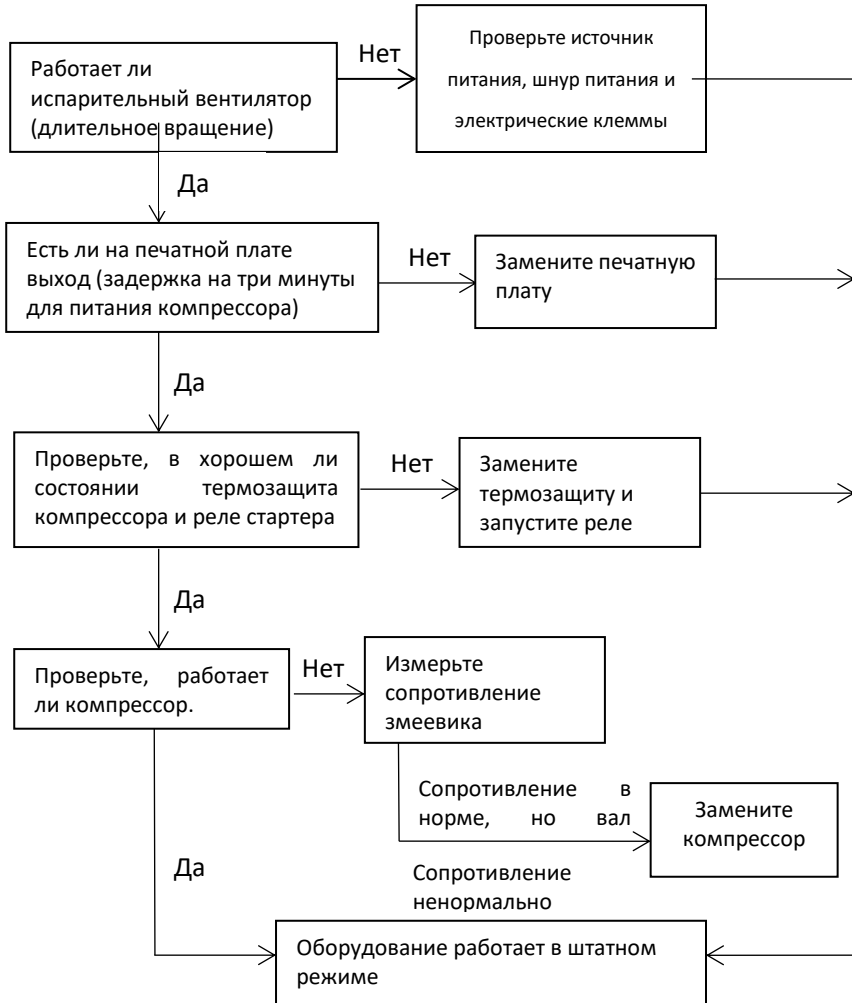 Работает ли
испарительный вентилятор
(длительное вращение)
Нет
Проверьте источник
питания, шнур питания и
электрические клеммы
Да
Есть ли на печатной плате
выход (задержка на три минуты
для питания компрессора)
Нет
Замените печатную
плату
Да
Проверьте, в хорошем ли
состоянии термозащита
компрессора и реле стартера
Нет
Замените
термозащиту и
запустите реле
Да
Проверьте, работает
ли компрессор.
Нет
Измерьте
сопротивление
змеевика
Сопротивление в
норме, но вал
Замените
компрессор
Да
Сопротивление
ненормально
Оборудование работает в штатном
режиме